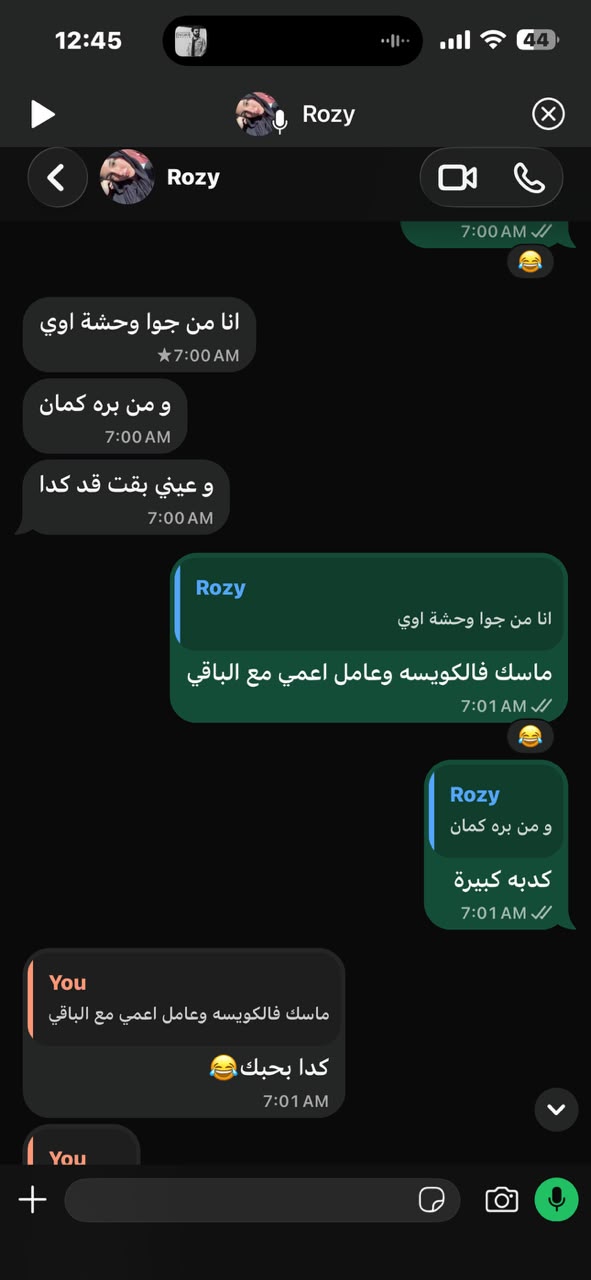 12:45
44
Rozy
Rozy
7:00 AM
😂
انا من جوا وحشة اوي
★7:00 AM
و من بره كمان
7:00 AM
و عيني بقت قد كدا
7:00 AM
Rozy
انا من جوا وحشة اوي
ماسك فالكويسه وعامل اعمي مع الباقي
7:01 AM
😂
Rozy
و من بره كمان
كدبه كبيرة
7:01 AM
You
ماسك فالكويسه وعامل اعمي مع الباقي
كدا بحبك😂
7:01 AM
You